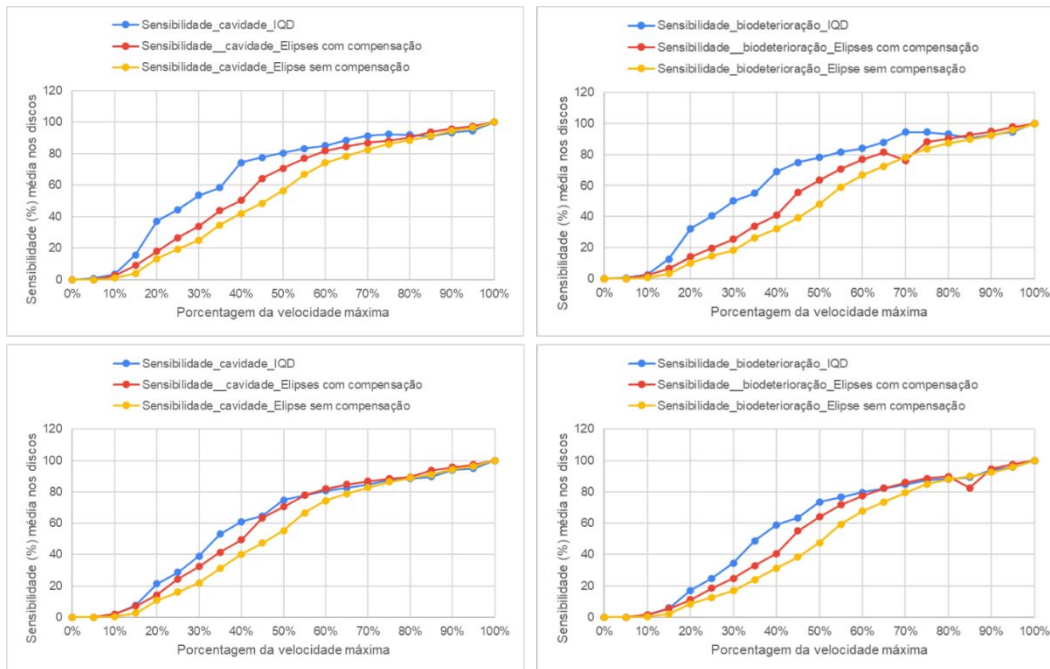 Sensibilidade_cavidade_IQD
Sensibilidade__cavidade_Elipses com compensação
Sensibilidade_cavidade_Elipse sem compensação
Sensibilidade (%) média nos discos
120
100
80
60
40
20
0
0% 10% 20% 30% 40% 50% 60% 70% 80% 90% 100%
Porcentagem da velocidade máxima
Sensibilidade_biodeterioração_IQD
Sensibilidade__biodeterioração_Elipses com compensação
Sensibilidade_biodeterioração_Elipse sem compensação
Sensibilidade (%) média nos discos
120
100
80
60
40
20
0
0% 10% 20% 30% 40% 50% 60% 70% 80% 90% 100%
Porcentagem da velocidade máxima
Sensibilidade_cavidade_IQD
Sensibilidade__cavidade_Elipses com compensação
Sensibilidade_cavidade_Elipse sem compensação
Sensibilidade (%) média nos discos
120
100
80
60
40
20
0
0% 10% 20% 30% 40% 50% 60% 70% 80% 90% 100%
Porcentagem da velocidade máxima
Sensibilidade_biodeterioração_IQD
Sensibilidade__biodeterioração_Elipses com compensação
Sensibilidade_biodeterioração_Elipse sem compensação
Sensibilidade (%) média nos discos
120
100
80
60
40
20
0
0% 10% 20% 30% 40% 50% 60% 70% 80% 90% 100%
Porcentagem da velocidade máxima